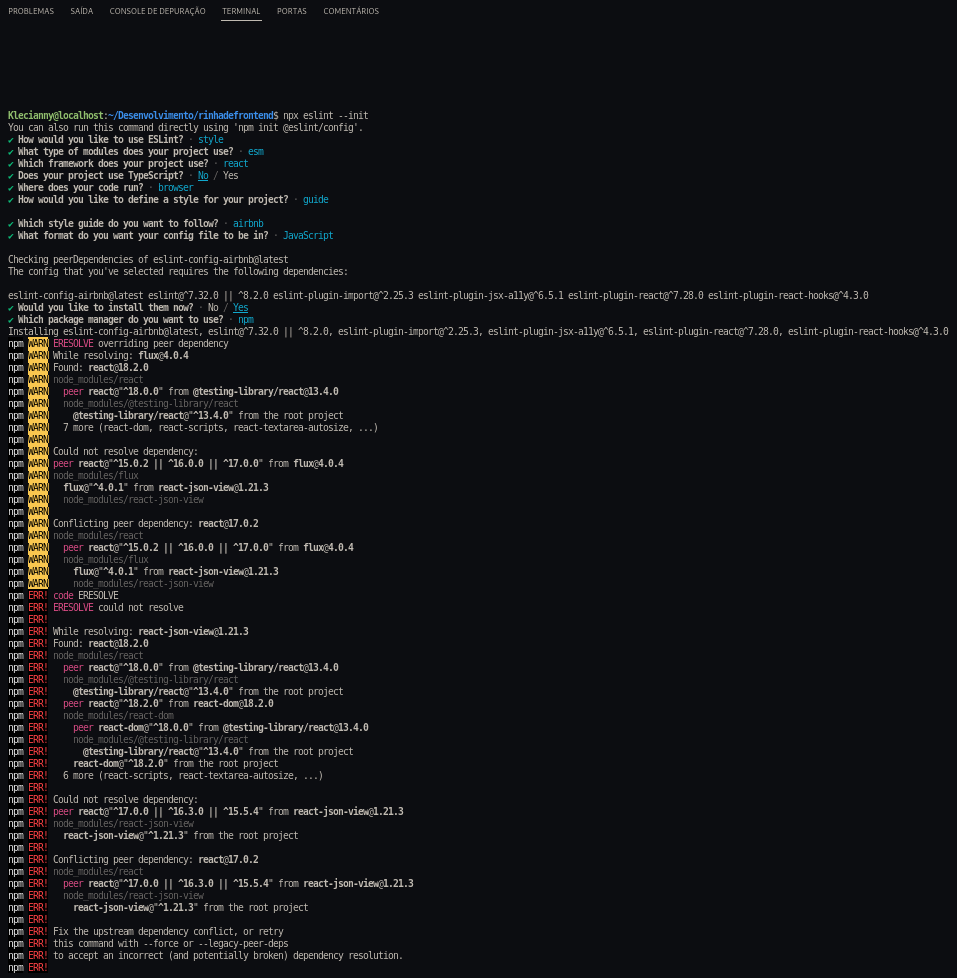 PROBLEMAS SAÍDA CONSOLE DE DEPURAÇÃO TERMINAL PORTAS COMENTÁRIOS
Klecianny@localhost:~/Desenvolvimento/rinhadefrontend$ npx eslint --init
You can also run this command directly using 'npm init @eslint/config'.
✔ How would you like to use ESLint? · style
✔ What type of modules does your project use? · esm
✔ Which framework does your project use? · react
✔ Does your project use TypeScript? · No / Yes
✔ Where does your code run? · browser
✔ How would you like to define a style for your project? · guide
✔ Which style guide do you want to follow? · airbnb
✔ What format do you want your config file to be in? · JavaScript
Checking peerDependencies of eslint-config-airbnb@latest
The config that you've selected requires the following dependencies:
eslint-config-airbnb@latest eslint@^7.32.0 || ^8.2.0 eslint-plugin-import@^2.25.3 eslint-plugin-jsx-a11y@^6.5.1 eslint-plugin-react@^7.28.0 eslint-plugin-react-hooks@^4.3.0
✔ Would you like to install them now? · No / Yes
✔ Which package manager do you want to use? · npm
Installing eslint-config-airbnb@latest, eslint@^7.32.0 || ^8.2.0, eslint-plugin-import@^2.25.3, eslint-plugin-jsx-a11y@^6.5.1, eslint-plugin-react@^7.28.0, eslint-plugin-react-hooks@^4.3.0
npm WARN ERESOLVE overriding peer dependency
npm WARN While resolving: flux@4.0.4
npm WARN Found: react@18.2.0
npm WARN node_modules/react
npm WARN   peer react@"^18.0.0" from @testing-library/react@13.4.0
npm WARN   node_modules/@testing-library/react
npm WARN     @testing-library/react@"^13.4.0" from the root project
npm WARN   7 more (react-dom, react-scripts, react-textarea-autosize, ...)
npm WARN
npm WARN Could not resolve dependency:
npm WARN peer react@"^15.0.2 || ^16.0.0 || ^17.0.0" from flux@4.0.4
npm WARN node_modules/flux
npm WARN   flux@"^4.0.1" from react-json-view@1.21.3
npm WARN   node_modules/react-json-view
npm WARN
npm WARN Conflicting peer dependency: react@17.0.2
npm WARN node_modules/react
npm WARN   peer react@"^15.0.2 || ^16.0.0 || ^17.0.0" from flux@4.0.4
npm WARN   node_modules/flux
npm WARN     flux@"^4.0.1" from react-json-view@1.21.3
npm WARN     node_modules/react-json-view
npm ERR! code ERESOLVE
npm ERR! ERESOLVE could not resolve
npm ERR!
npm ERR! While resolving: react-json-view@1.21.3
npm ERR! Found: react@18.2.0
npm ERR! node_modules/react
npm ERR!   peer react@"^18.0.0" from @testing-library/react@13.4.0
npm ERR!   node_modules/@testing-library/react
npm ERR!     @testing-library/react@"^13.4.0" from the root project
npm ERR!   peer react@"^18.2.0" from react-dom@18.2.0
npm ERR!   node_modules/react-dom
npm ERR!     peer react-dom@"^18.0.0" from @testing-library/react@13.4.0
npm ERR!     node_modules/@testing-library/react
npm ERR!       @testing-library/react@"^13.4.0" from the root project
npm ERR!     react-dom@"^18.2.0" from the root project
npm ERR!   6 more (react-scripts, react-textarea-autosize, ...)
npm ERR!
npm ERR! Could not resolve dependency:
npm ERR! peer react@"^17.0.0 || ^16.3.0 || ^15.5.4" from react-json-view@1.21.3
npm ERR! node_modules/react-json-view
npm ERR!   react-json-view@"^1.21.3" from the root project
npm ERR!
npm ERR! Conflicting peer dependency: react@17.0.2
npm ERR! node_modules/react
npm ERR!   peer react@"^17.0.0 || ^16.3.0 || ^15.5.4" from react-json-view@1.21.3
npm ERR!   node_modules/react-json-view
npm ERR!     react-json-view@"^1.21.3" from the root project
npm ERR!
npm ERR! Fix the upstream dependency conflict, or retry
npm ERR! this command with --force or --legacy-peer-deps
npm ERR! to accept an incorrect (and potentially broken) dependency resolution.
npm ERR!